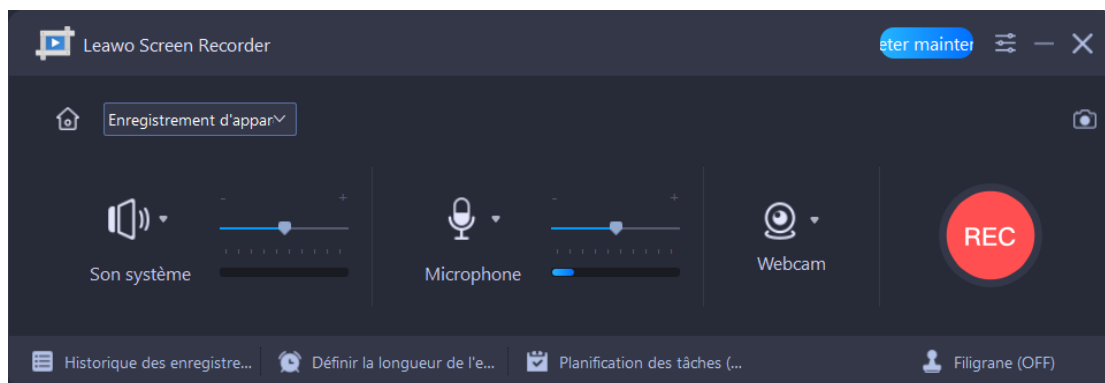 Leawo Screen Recorder
eter mainter
Enregistrement d'appar
- +
- +
Son système
Microphone
Webcam
REC
Historique des enregistre...
Définir la longueur de l'e...
Planification des tâches (...
Filigrane (OFF)